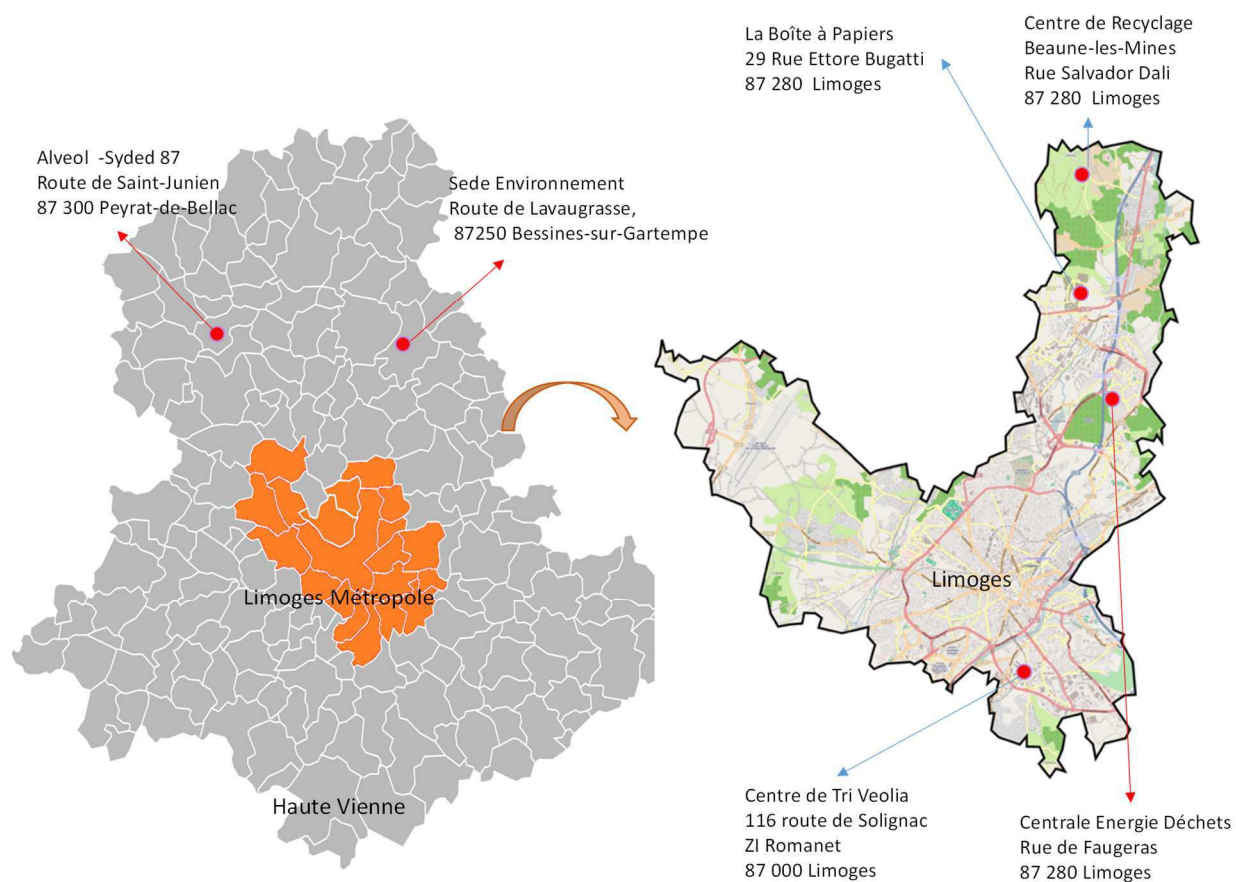 La Boîte à Papiers
29 Rue Ettore Bugatti
87 280 Limoges
Centre de Recyclage
Beaune-les-Mines
Rue Salvador Dali
87 280 Limoges
Alveol -Syded 87
Route de Saint-Junien
87 300 Peyrat-de-Bellac
Sede Environnement
Route de Lavaugrasse,
87250 Bessines-sur-Gartempe
Limoges
Limoges Métropole
Haute Vienne
Centre de Tri Veolia
116 route de Solignac
ZI Romanet
87 000 Limoges
Centrale Energie Déchets
Rue de Faugeras
87 280 Limoges